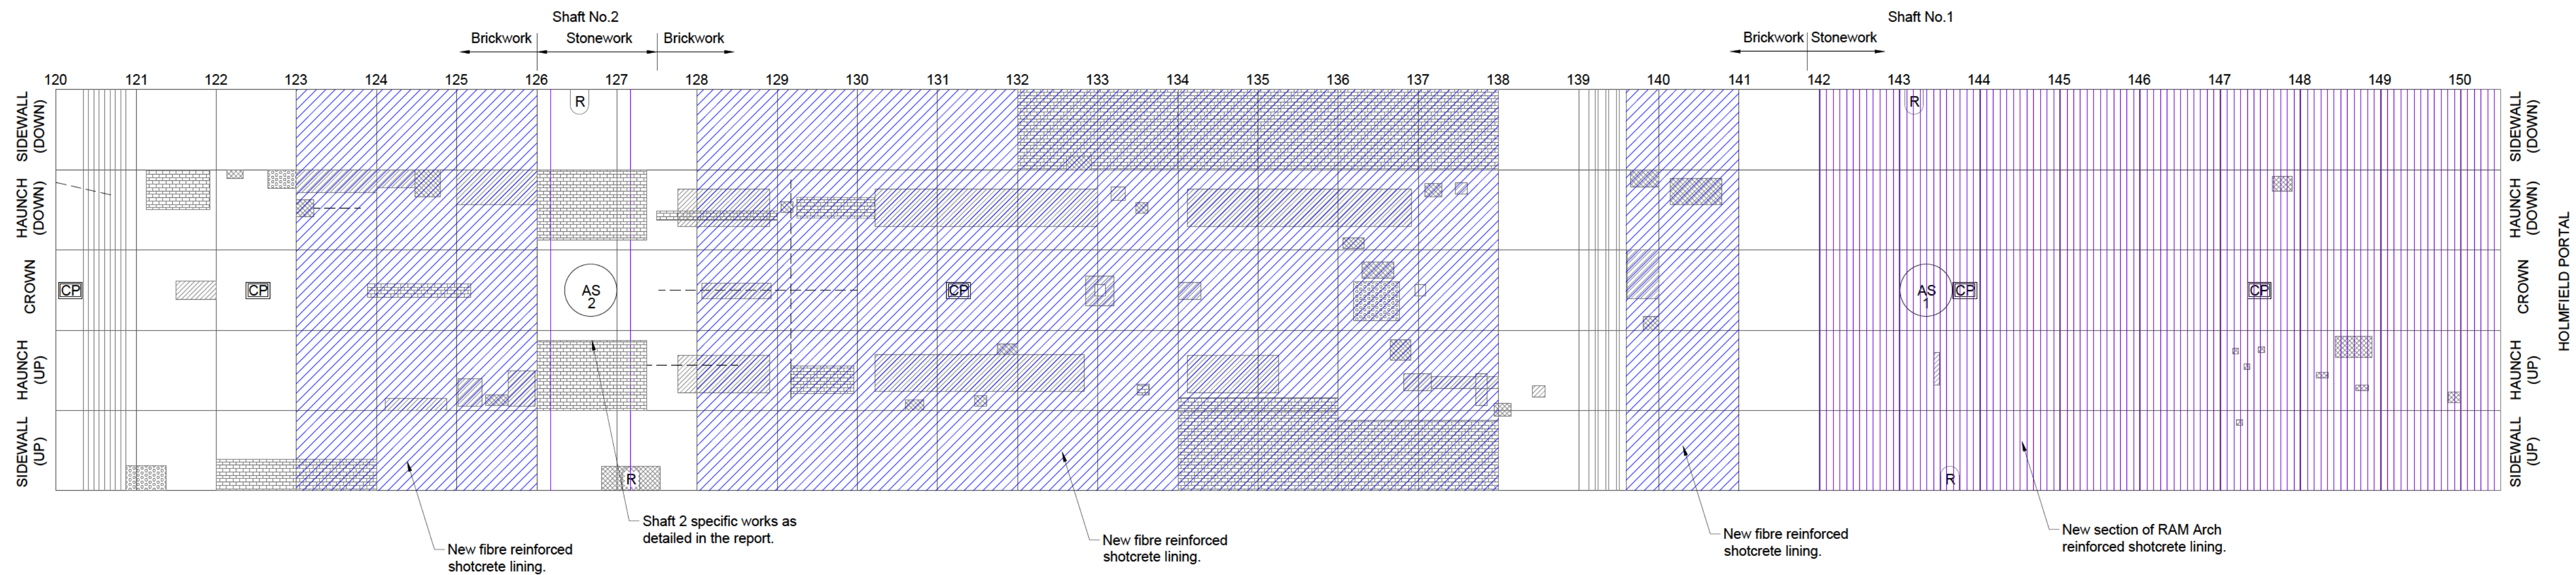 Shaft No.2
Shaft No.1
Brickwork
Stonework
Brickwork
Brickwork
Stonework
120 121 122 123 124 125 126 127 128 129 130 131 132 133 134 135 136 137 138 139 140 141 142 143 144 145 146 147 148 149 150
SIDEWALL
(DOWN)
R
R
SIDEWALL
(DOWN)
HAUNCH
(DOWN)
HAUNCH
(DOWN)
CROWN
CP
CP
AS
2
CP
AS
1
CP
CP
CROWN
HOLMFIELD PORTAL
HAUNCH
(UP)
HAUNCH
(UP)
SIDEWALL
(UP)
R
R
SIDEWALL
(UP)
New fibre reinforced
shotcrete lining.
Shaft 2 specific works as
detailed in the report.
New fibre reinforced
shotcrete lining.
New fibre reinforced
shotcrete lining.
New section of RAM Arch
reinforced shotcrete lining.